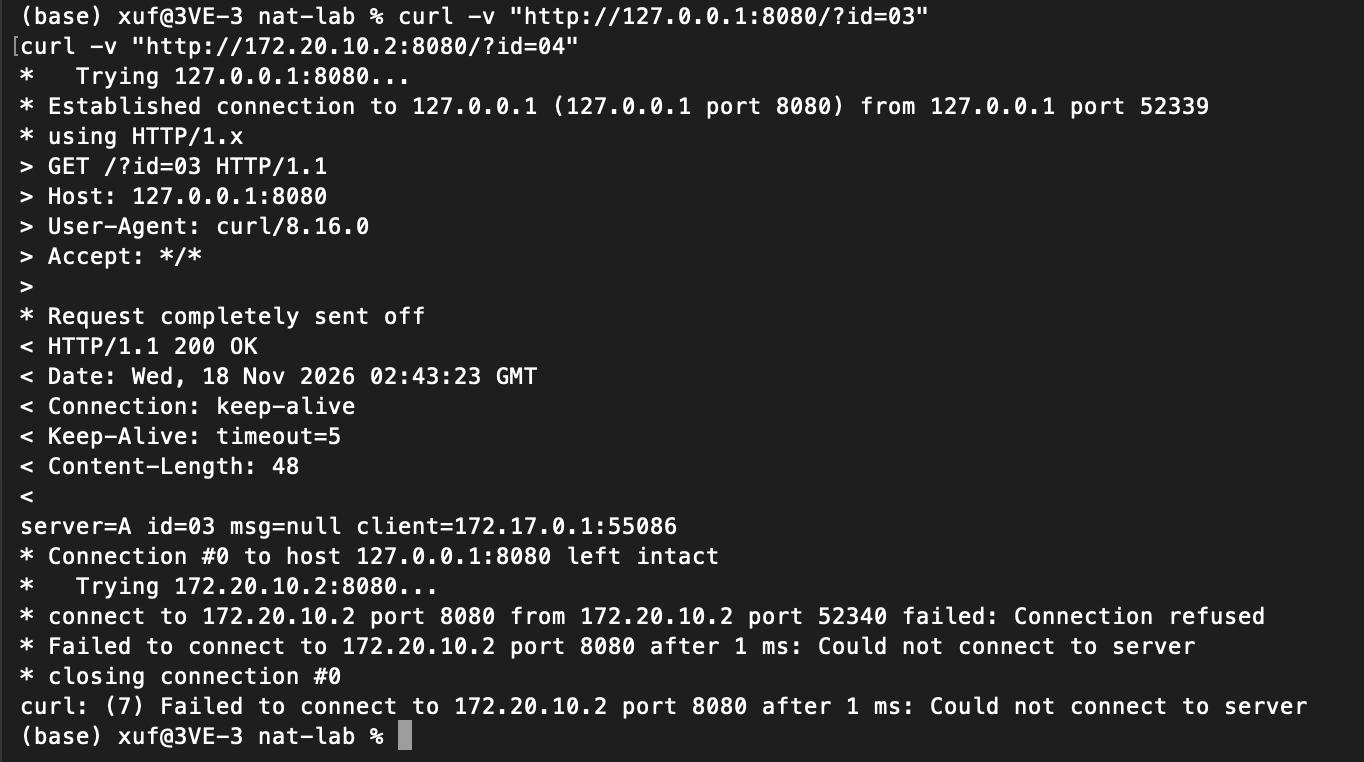 (base) xuf@3VE-3 nat-lab % curl -v "http://127.0.0.1:8080/?id=03"
[curl -v "http://172.20.10.2:8080/?id=04"
*   Trying 127.0.0.1:8080...
* Established connection to 127.0.0.1 (127.0.0.1 port 8080) from 127.0.0.1 port 52339
* using HTTP/1.x
> GET /?id=03 HTTP/1.1
> Host: 127.0.0.1:8080
> User-Agent: curl/8.16.0
> Accept: */*
>
* Request completely sent off
< HTTP/1.1 200 OK
< Date: Wed, 18 Nov 2026 02:43:23 GMT
< Connection: keep-alive
< Keep-Alive: timeout=5
< Content-Length: 48
<
server=A id=03 msg=null client=172.17.0.1:55086
* Connection #0 to host 127.0.0.1:8080 left intact
*   Trying 172.20.10.2:8080...
* connect to 172.20.10.2 port 8080 from 172.20.10.2 port 52340 failed: Connection refused
* Failed to connect to 172.20.10.2 port 8080 after 1 ms: Could not connect to server
* closing connection #0
curl: (7) Failed to connect to 172.20.10.2 port 8080 after 1 ms: Could not connect to server
(base) xuf@3VE-3 nat-lab %